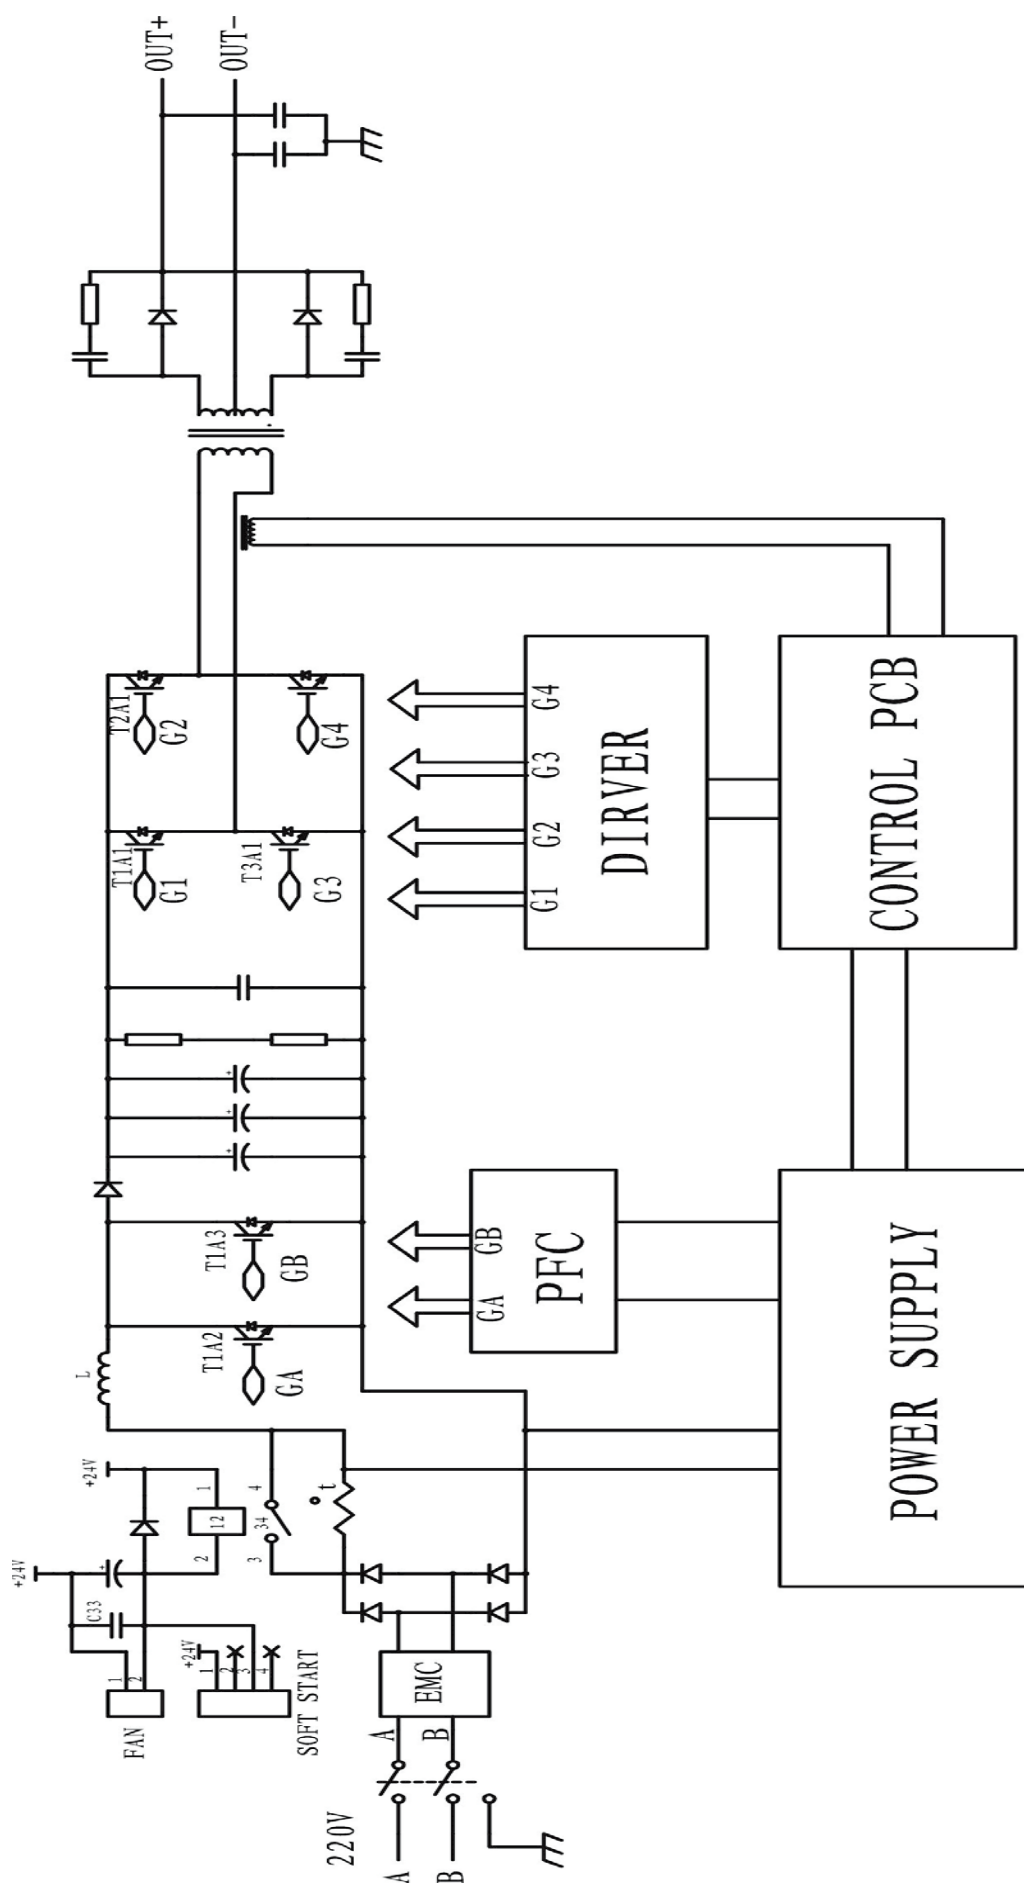 +24V
+24V
FAN
1
2
C33
+
+24V
SOFT START
1
2
3
4
2
12
1
3
34
4
t
L
220V
A
B
A
B
EMC
T1A2
GA
T1A3
GB
+
+
+
T1A1
G1
T3A1
G3
T2A1
G2
G4
OUT+
OUT-
GA
GB
PFC
G1
G2
G3
G4
DIRVER
POWER SUPPLY
CONTROL PCB